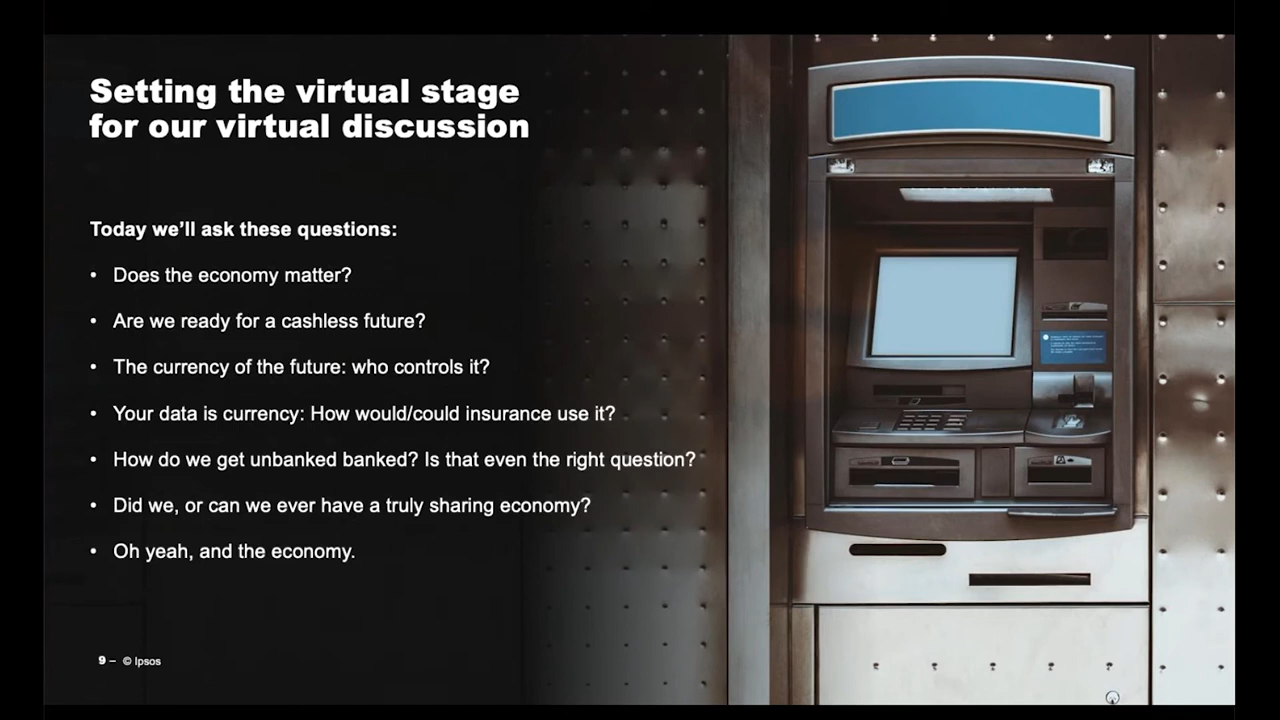 Setting the virtual stage
for our virtual discussion
Today we’ll ask these questions:
• Does the economy matter?
• Are we ready for a cashless future?
• The currency of the future: who controls it?
• Your data is currency: How would/could insurance use it?
• How do we get unbanked banked? Is that even the right question?
• Did we, or can we ever have a truly sharing economy?
• Oh yeah, and the economy.
9 – © Ipsos